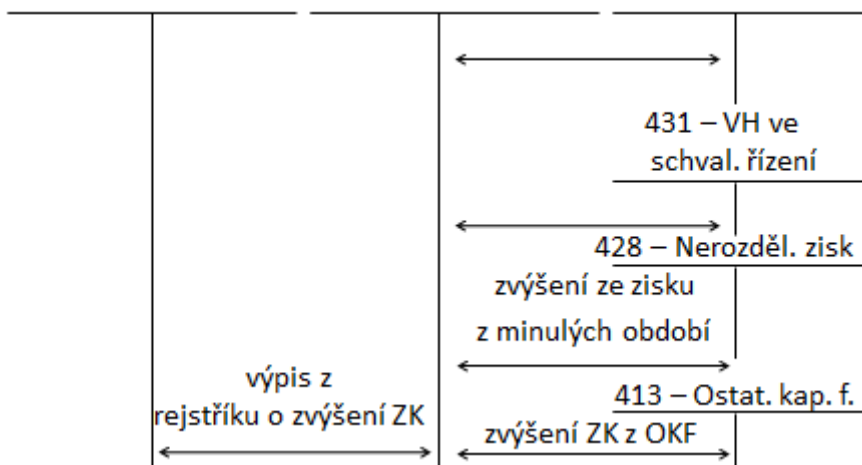 431 – VH ve
schval. řízení
428 – Nerozděl. zisk
zvýšení ze zisku
z minulých období
výpis z
rejstříku o zvýšení ZK
413 – Ostat. kap. f.
zvýšení ZK z OKF